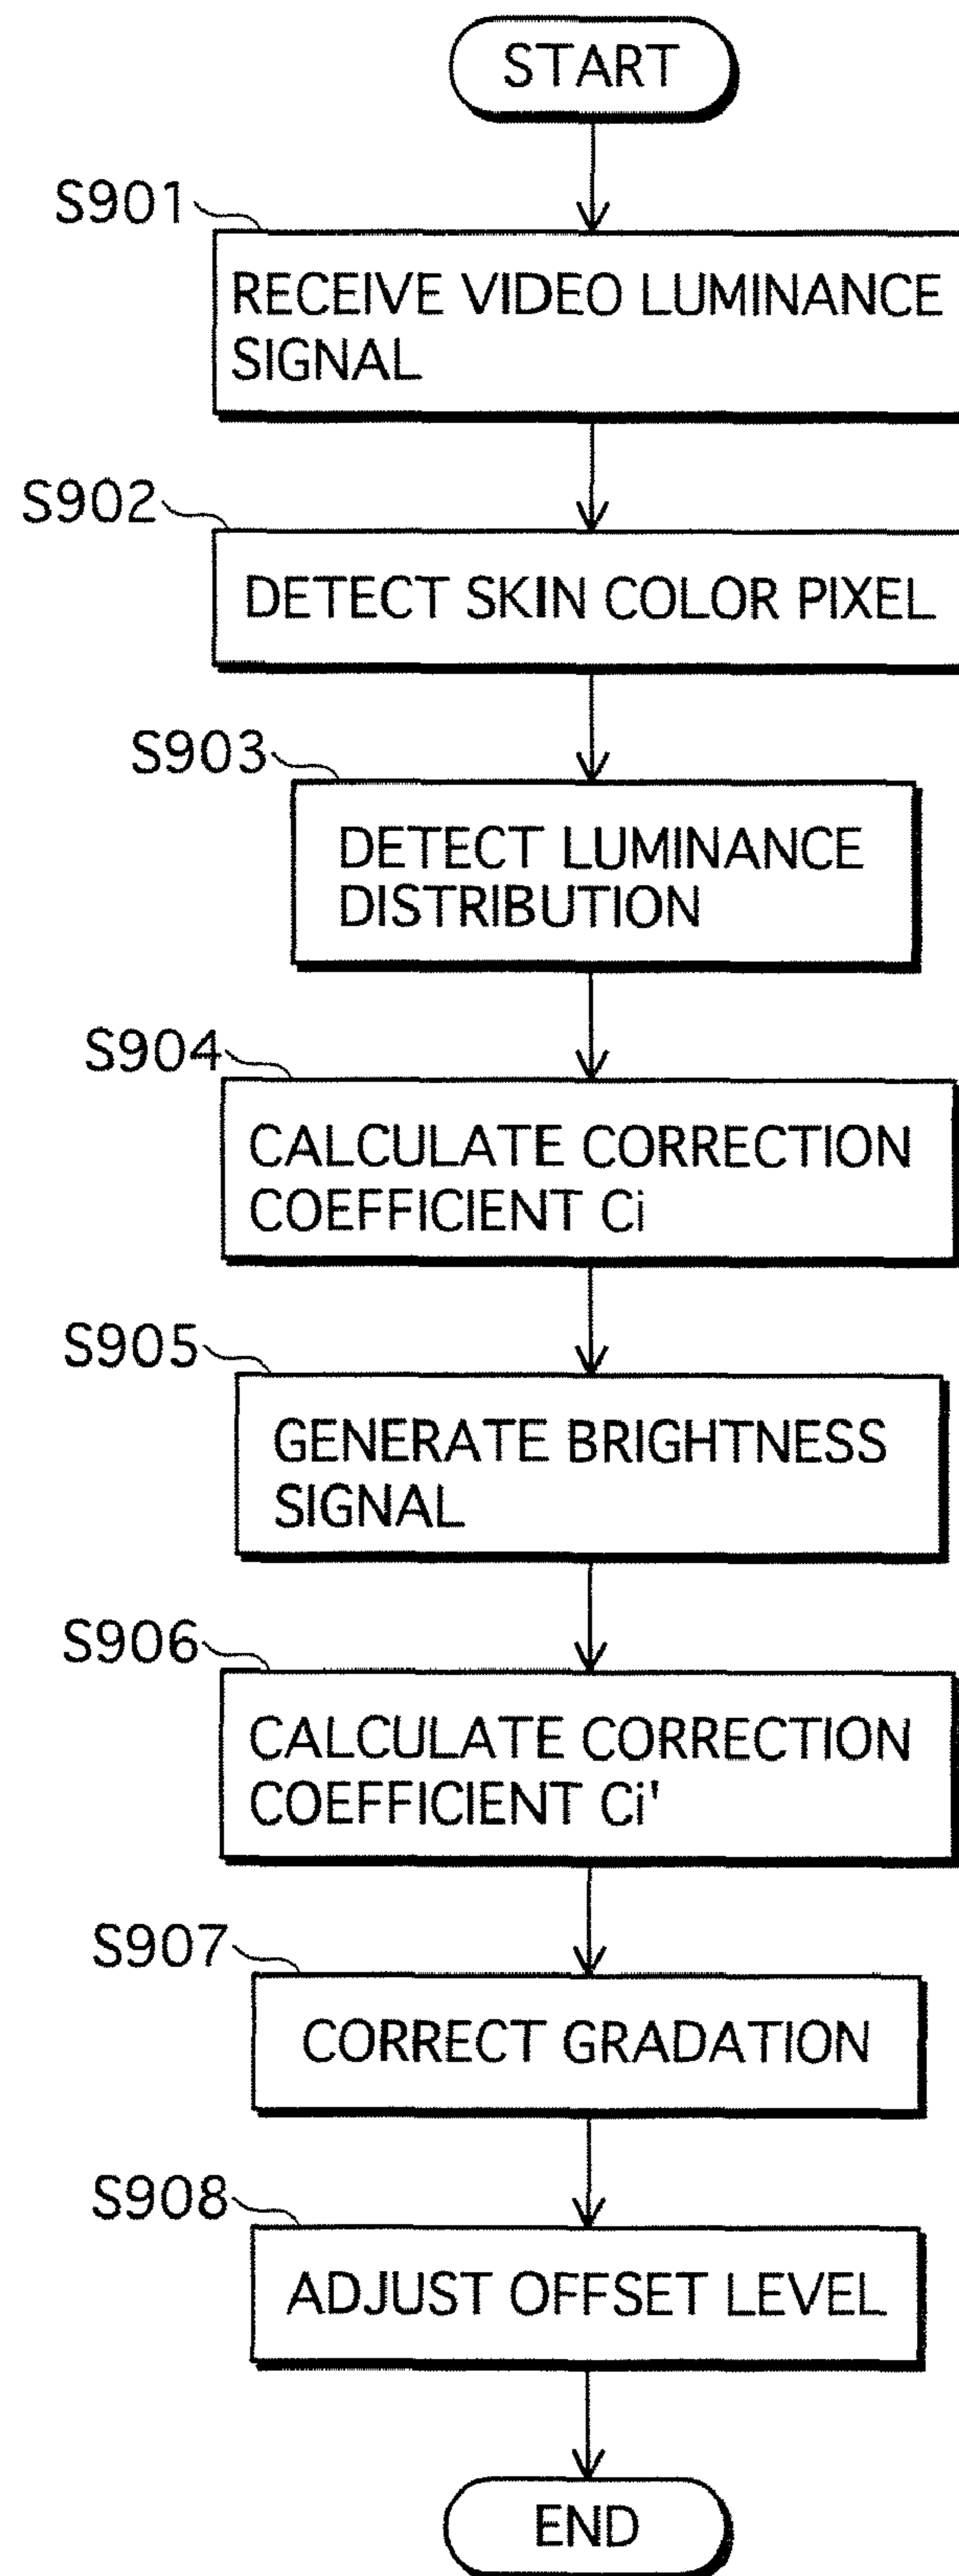 START
S901
RECEIVE VIDEO LUMINANCE
SIGNAL
S902
DETECT SKIN COLOR PIXEL
S903
DETECT LUMINANCE
DISTRIBUTION
S904
CALCULATE CORRECTION
COEFFICIENT Ci
S905
GENERATE BRIGHTNESS
SIGNAL
S906
CALCULATE CORRECTION
COEFFICIENT Ci'
S907
CORRECT GRADATION
S908
ADJUST OFFSET LEVEL
END